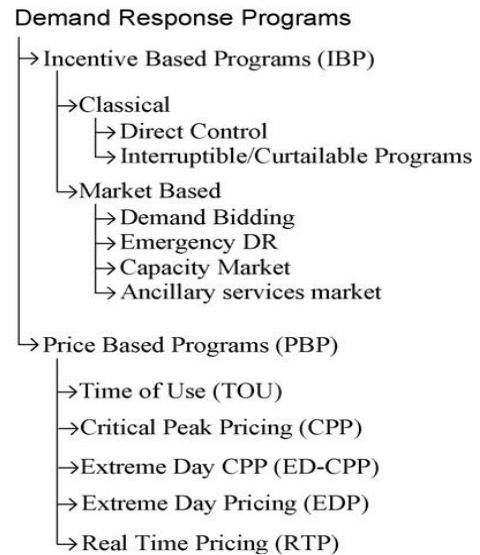 Demand Response Programs
Incentive Based Programs (IBP)
Classical
Direct Control
Interruptible/Curtailable Programs
Market Based
Demand Bidding
Emergency DR
Capacity Market
Ancillary services market
Price Based Programs (PBP)
Time of Use (TOU)
Critical Peak Pricing (CPP)
Extreme Day CPP (ED-CPP)
Extreme Day Pricing (EDP)
Real Time Pricing (RTP)